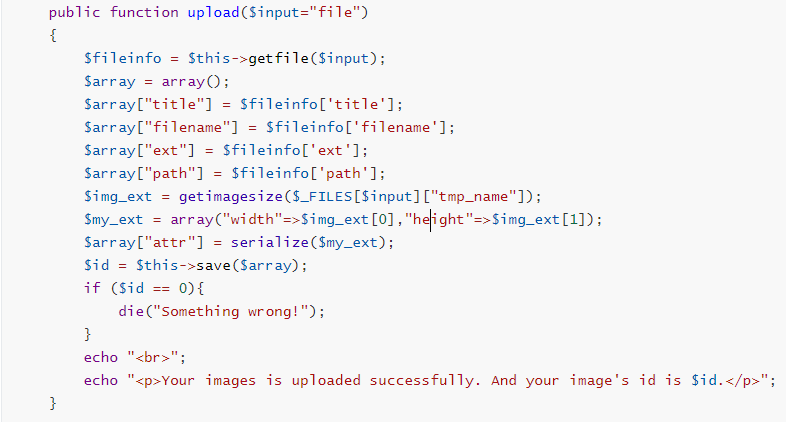 public function upload($input="file")
{
$fileinfo = $this->getfile($input);
$array = array();
$array["title"] = $fileinfo['title'];
$array["filename"] = $fileinfo['filename'];
$array["ext"] = $fileinfo['ext'];
$array["path"] = $fileinfo['path'];
$img_ext = getimagesize($_FILES[$input]["tmp_name"]);
$my_ext = array("width"=>$img_ext[0],"height"=>$img_ext[1]);
$array["attr"] = serialize($my_ext);
$id = $this->save($array);
if ($id == 0){
die("Something wrong!");
}
echo "<br>";
echo "<p>Your images is uploaded successfully. And your image's id is $id.</p>";
}